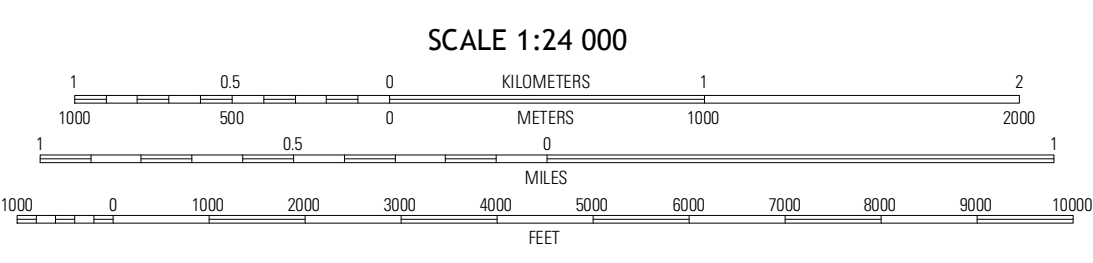 SCALE 1:24 000
1 0.5 0 KILOMETERS 1 2
1000 500 0 METERS 1000 2000
1 0.5 0 1
MILES
1000 0 1000 2000 3000 4000 5000 6000 7000 8000 9000 10000
FEET